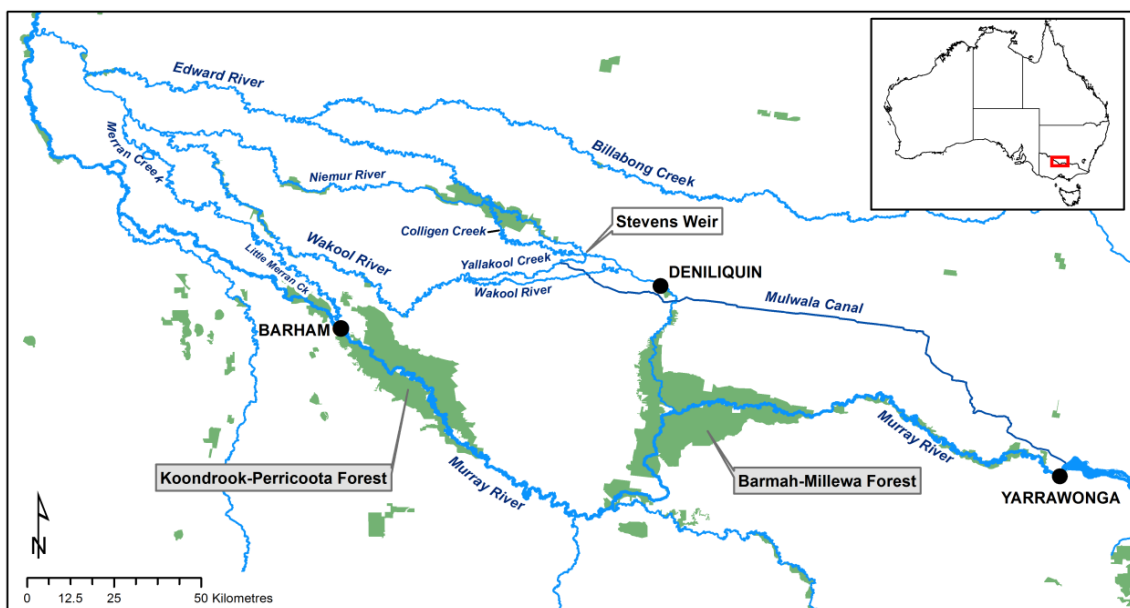 Edward River
Billabong Creek
Merran Creek
Niemur River
Colligen Creek
Stevens Weir
Wakool River
Yallakool Creek
Little Merran Ck
Wakool River
DENILIQUIN
Mulwala Canal
BARHAM
Murray River
Koondrook-Perricoota Forest
Murray River
Barmah-Millewa Forest
YARRAWONGA
N
0 12.5 25 50 Kilometres